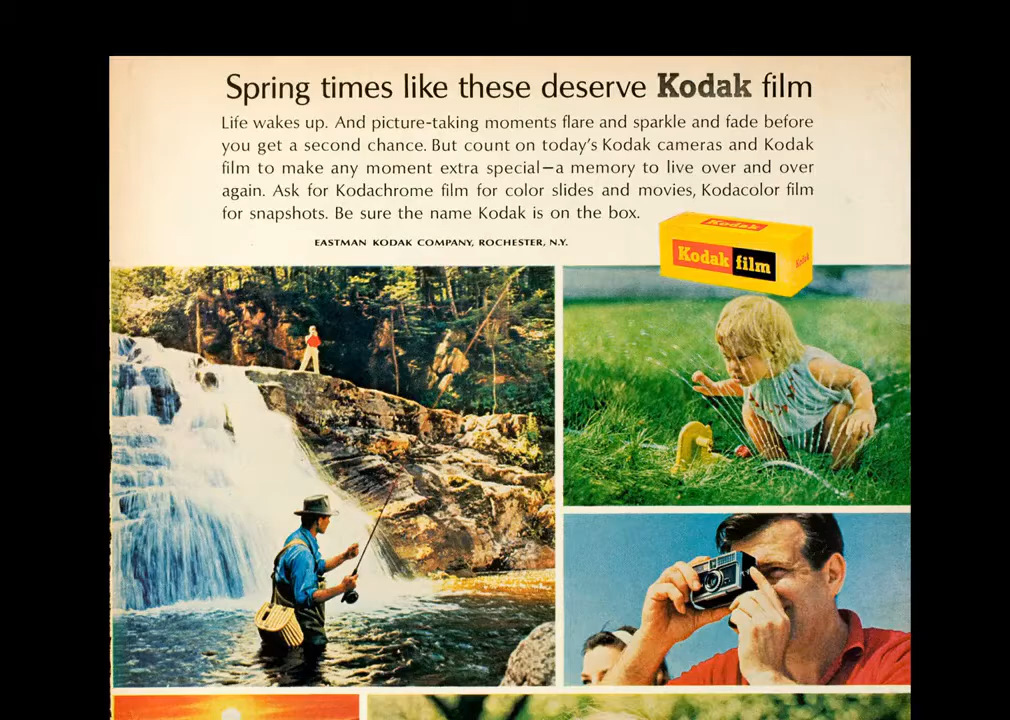 Spring times like these deserve Kodak film
Life wakes up. And picture-taking moments flare and sparkle and fade before
you get a second chance. But count on today's Kodak cameras and Kodak
film to make any moment extra special—a memory to live over and over
again. Ask for Kodachrome film for color slides and movies, Kodacolor film
for snapshots. Be sure the name Kodak is on the box.
EASTMAN KODAK COMPANY, ROCHESTER, N.Y.
Kodak
Kodak film
Kodak